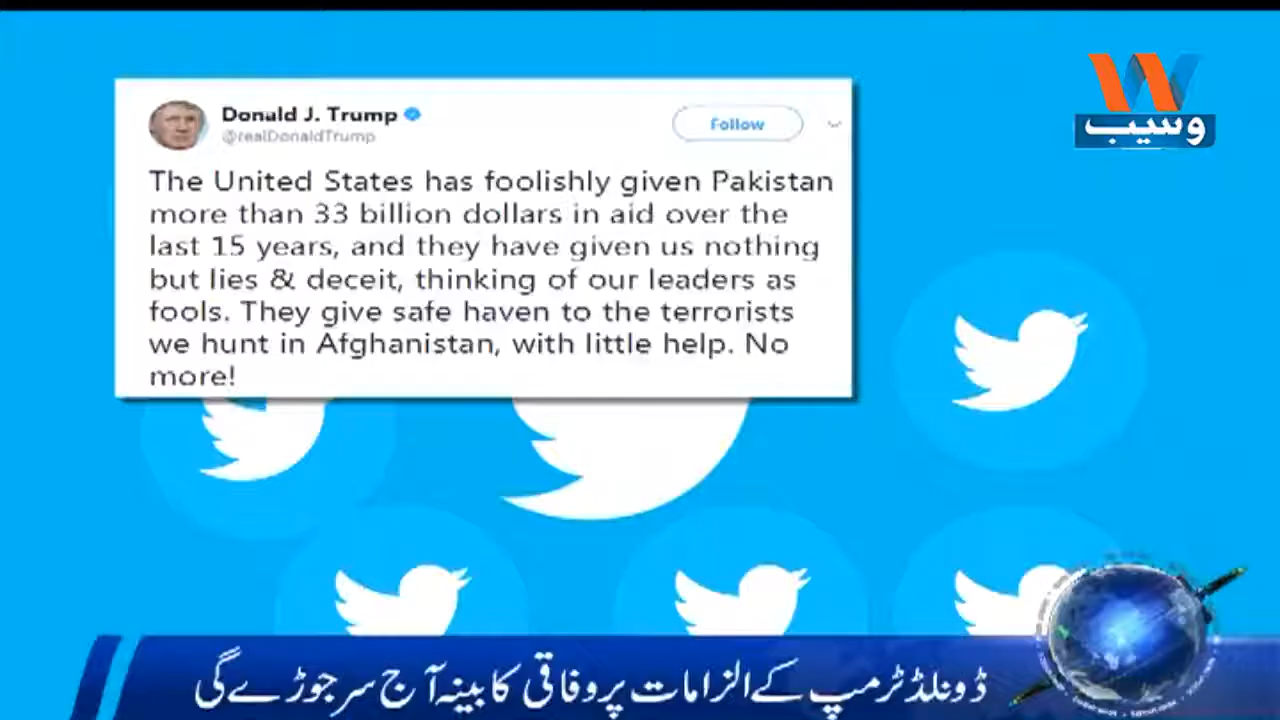 Donald J. Trump
@realDonaldTrump
Follow
The United States has foolishly given Pakistan
more than 33 billion dollars in aid over the
last 15 years, and they have given us nothing
but lies & deceit, thinking of our leaders as
fools. They give safe haven to the terrorists
we hunt in Afghanistan, with little help. No
more!
وسیب
ڈونلڈ ٹرمپ کے الزامات پر وفاقی کابینہ آج سر جوڑے گی